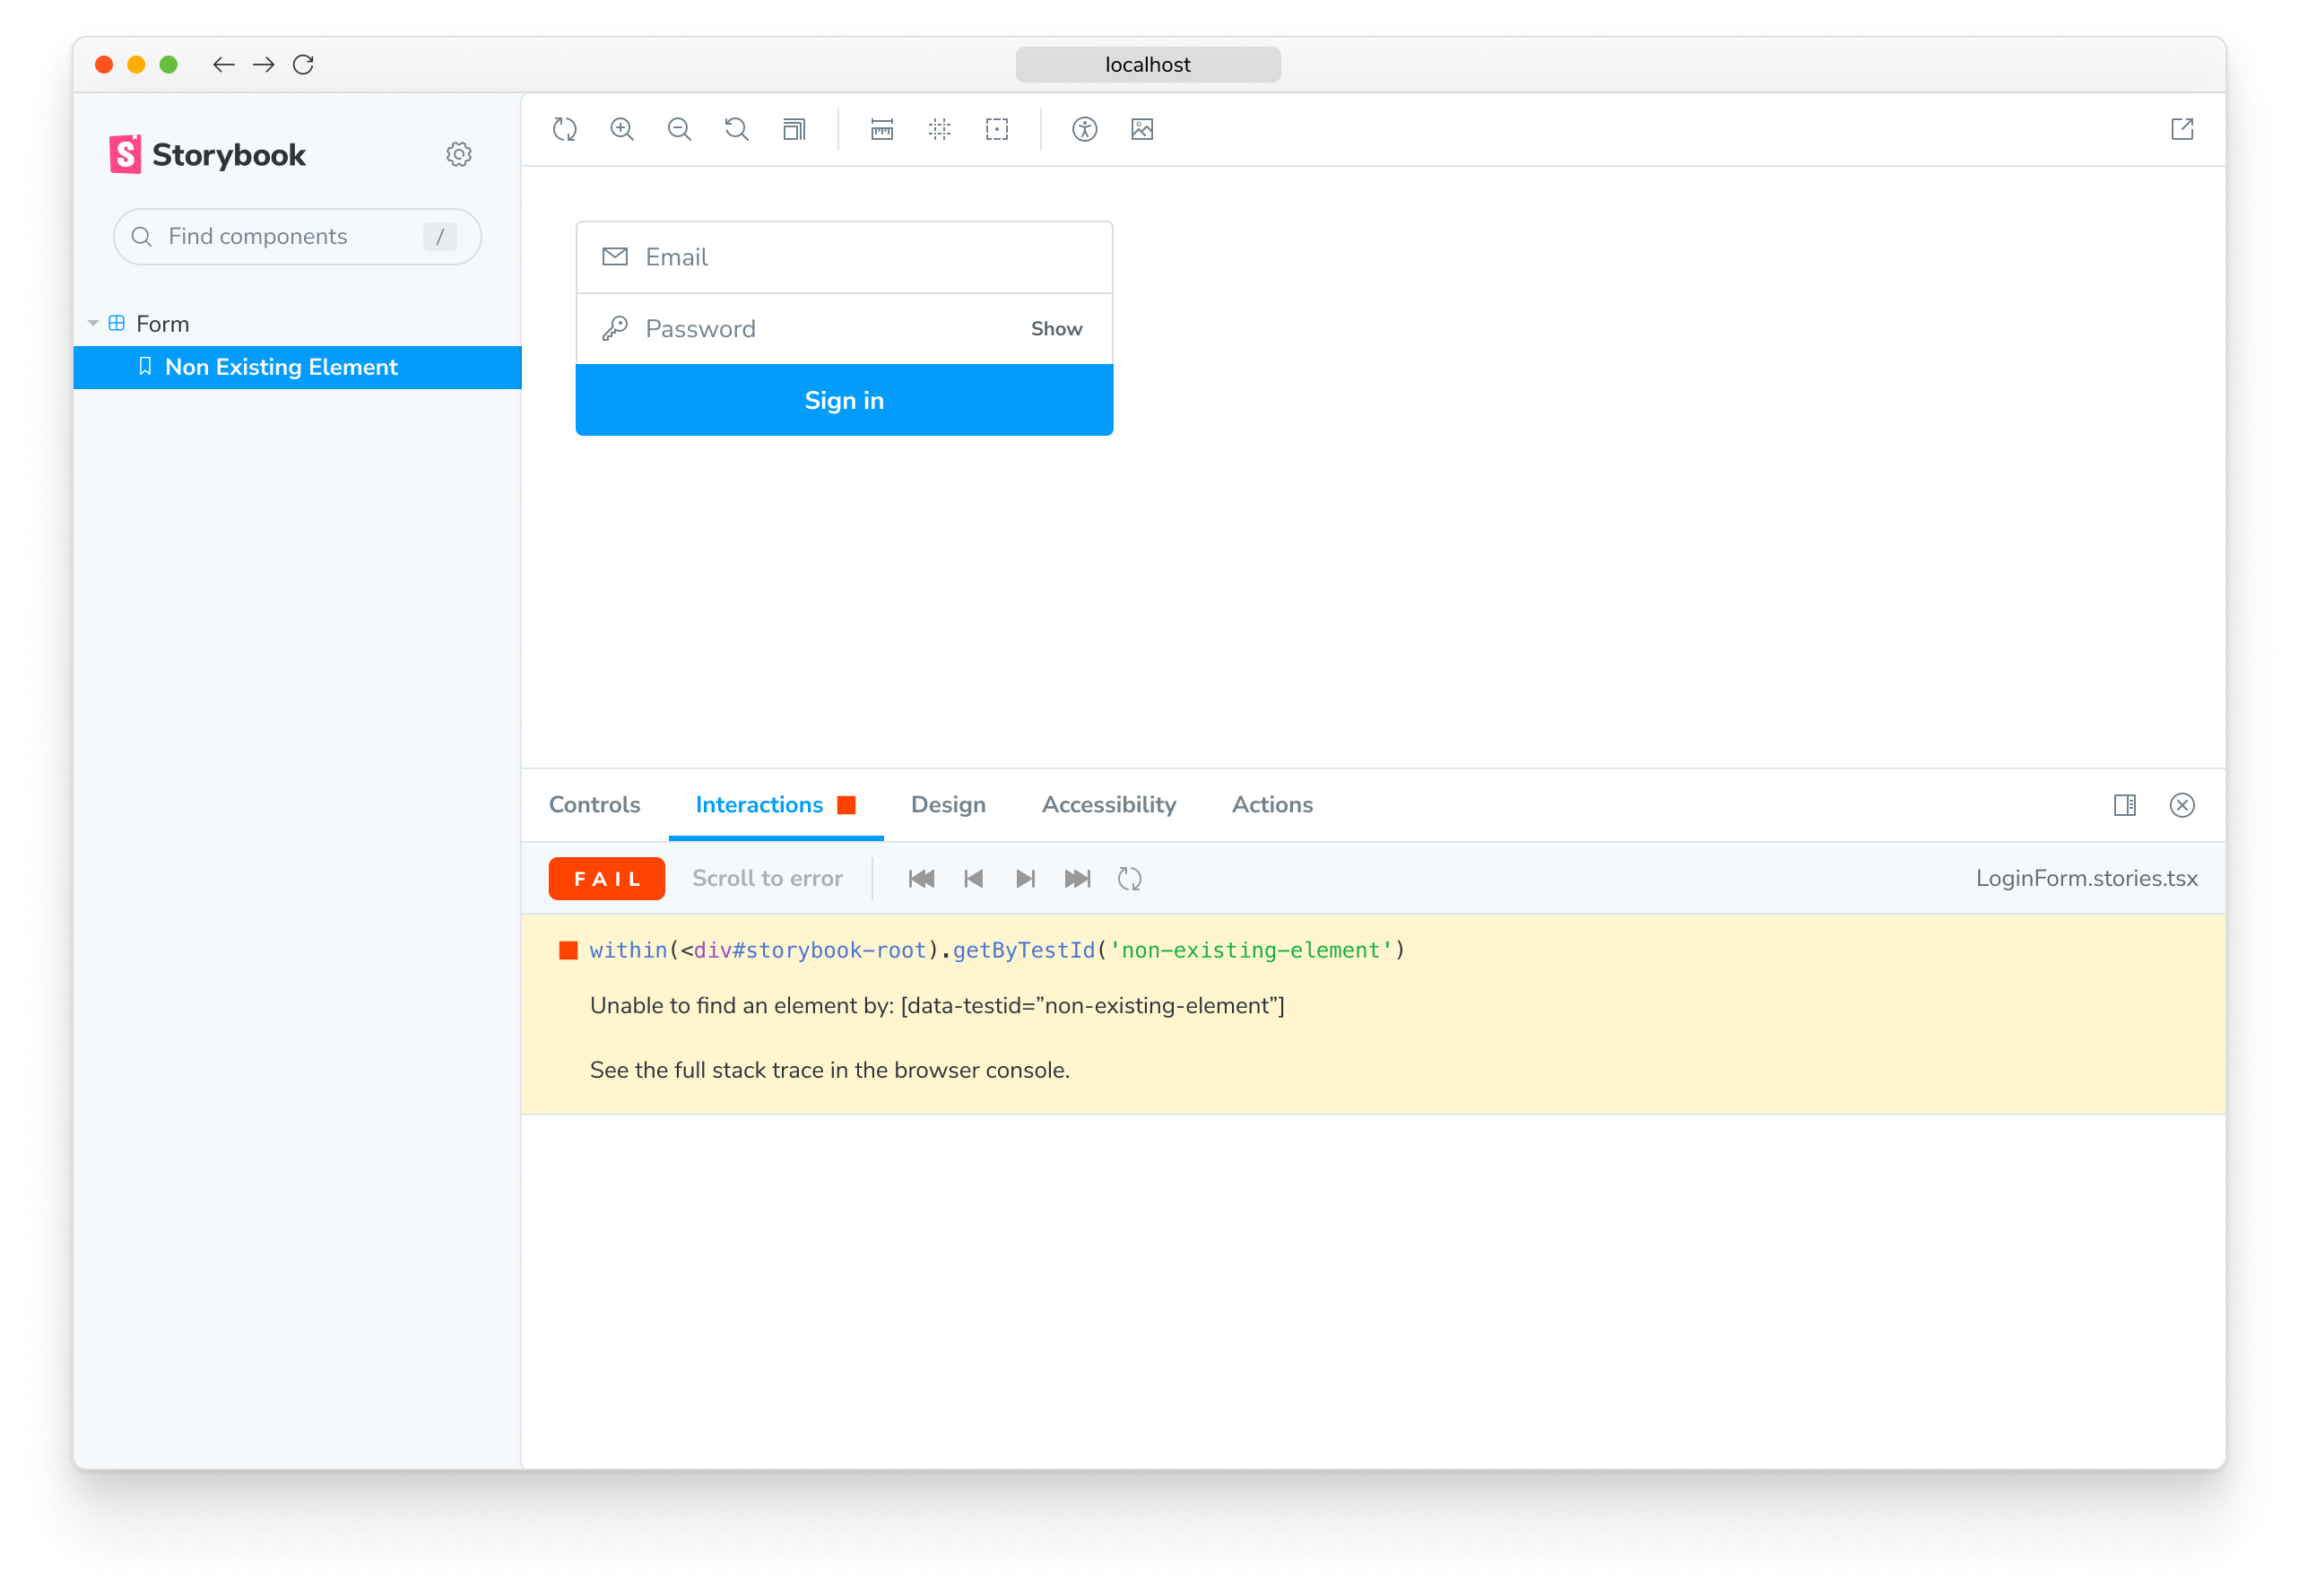 localhost
Storybook
Find components /
Form
Non Existing Element
Email
Password Show
Sign in
Controls Interactions Design Accessibility Actions
FAIL Scroll to error LoginForm.stories.tsx
within(<div#storybook-root).getByTestId('non-existing-element')
Unable to find an element by: [data-testid=”non-existing-element”]
See the full stack trace in the browser console.